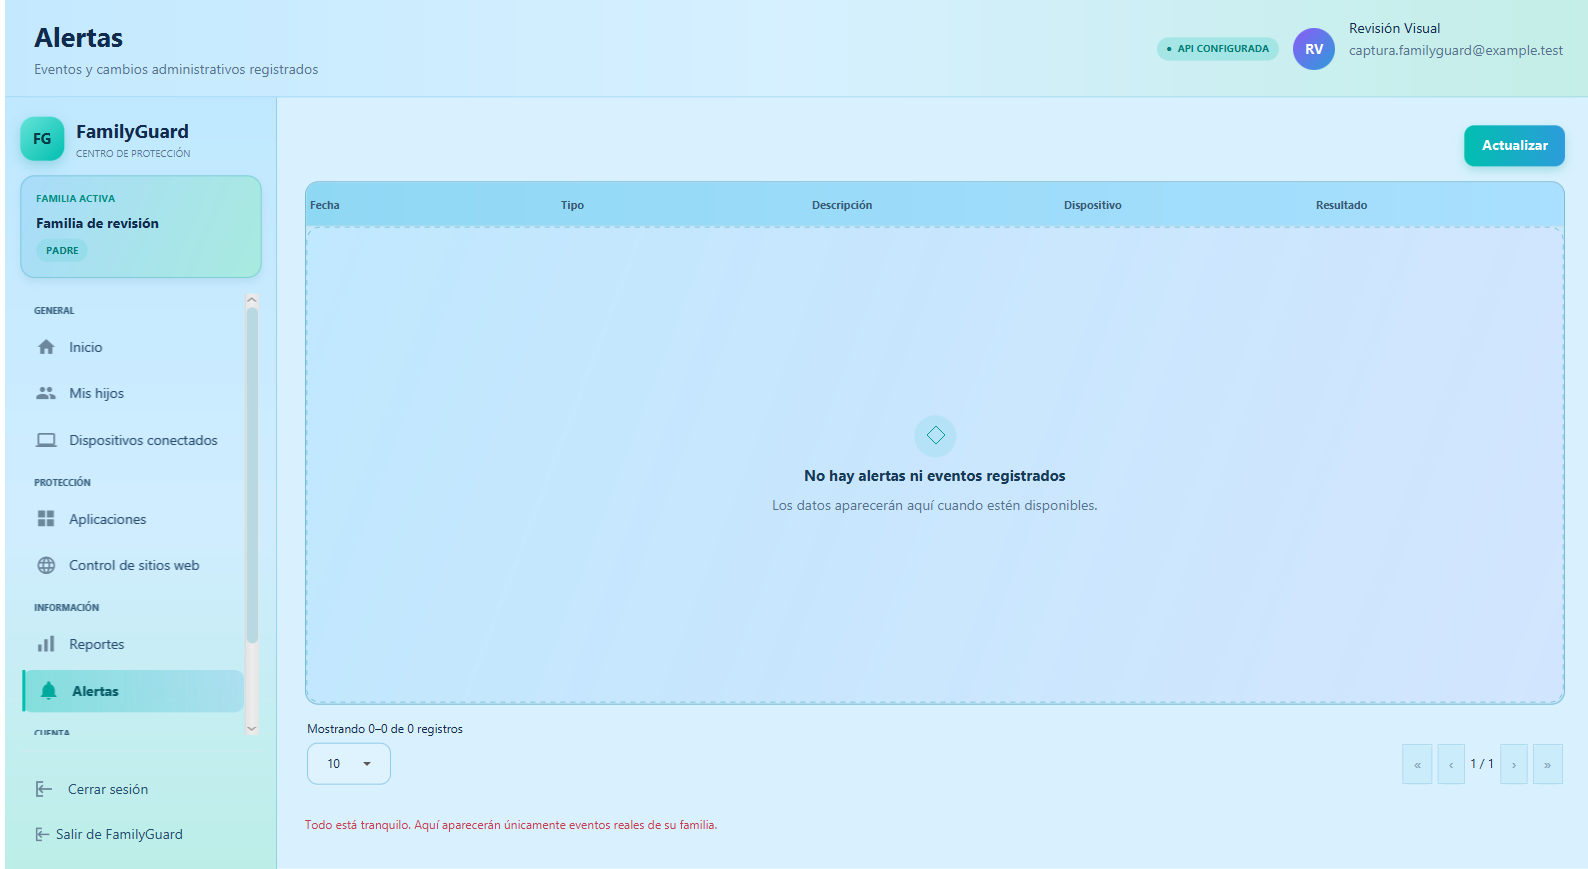 Alertas
Eventos y cambios administrativos registrados
• API CONFIGURADA
RV
Revisión Visual
captura.familyguard@example.test
FG
FamilyGuard
CENTRO DE PROTECCIÓN
FAMILIA ACTIVA
Familia de revisión
PADRE
GENERAL
Inicio
Mis hijos
Dispositivos conectados
PROTECCIÓN
Aplicaciones
Control de sitios web
INFORMACIÓN
Reportes
Alertas
CUENTA
Cerrar sesión
Salir de FamilyGuard
Actualizar
Fecha Tipo Descripción Dispositivo Resultado
No hay alertas ni eventos registrados
Los datos aparecerán aquí cuando estén disponibles.
Mostrando 0–0 de 0 registros
10
« ‹ 1 / 1 › »
Todo está tranquilo. Aquí aparecerán únicamente eventos reales de su familia.